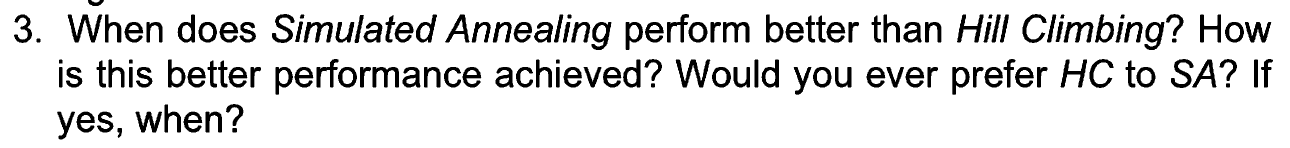 3. When does Simulated Annealing perform better than Hill Climbing? How
is this better performance achieved? Would you ever prefer HC to SA? If
yes, when?